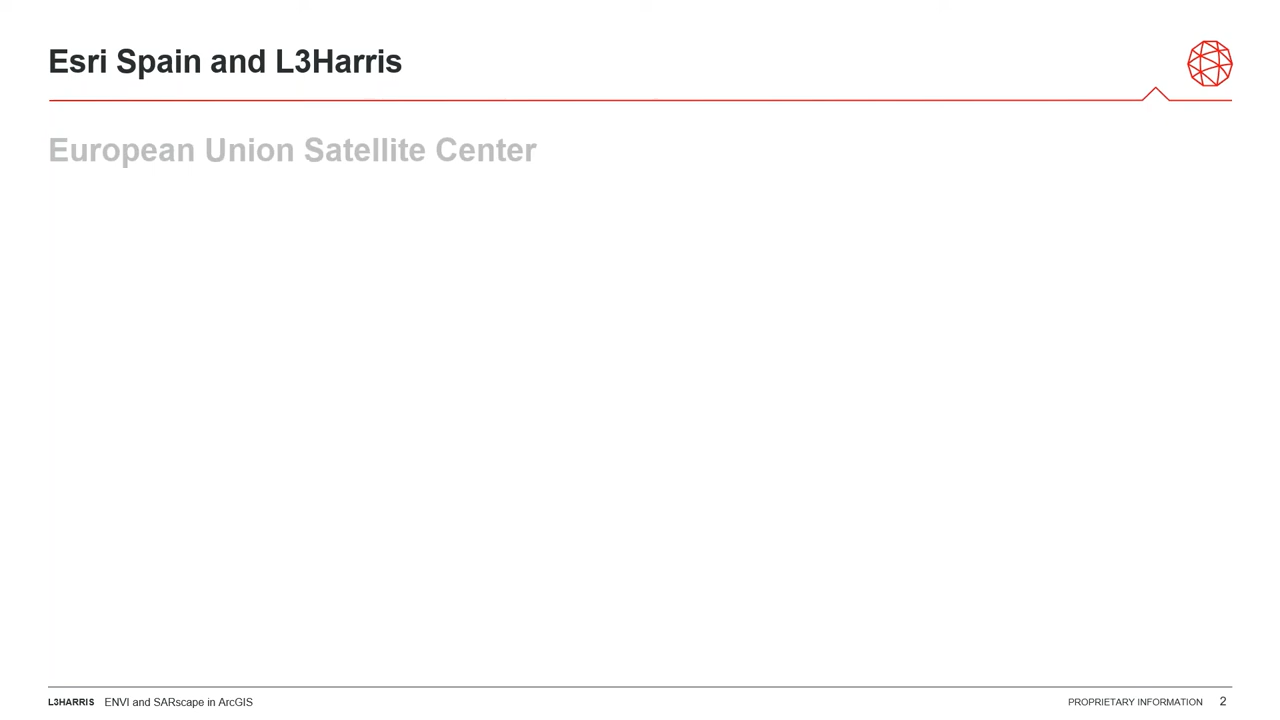 Esri Spain and L3Harris
European Union Satellite Center
L3HARRIS ENVI and SARscape in ArcGIS PROPRIETARY INFORMATION 2